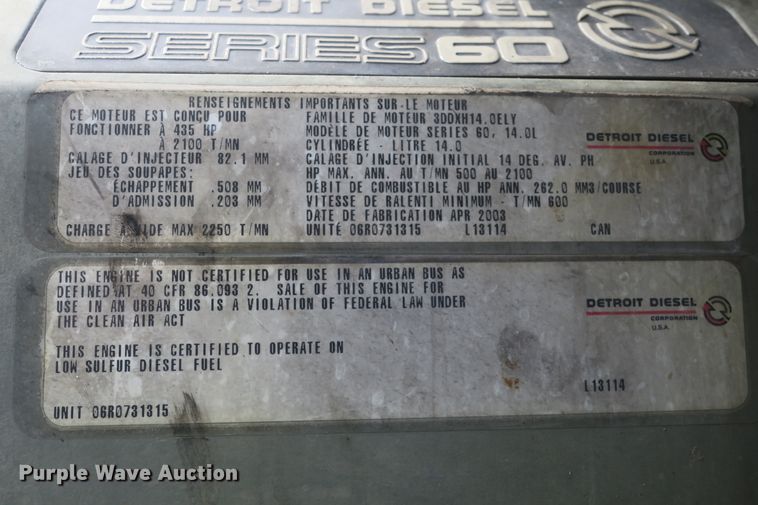 DETROIT DIESEL
SERIES 60
RENSEIGNEMENTS IMPORTANTS SUR LE MOTEUR
CE MOTEUR EST CONÇU POUR
FONCTIONNER À 435 HP
À 2100 T/MN
CALAGE D'INJECTEUR 82.1 MM
JEU DES SOUPAPES:
ÉCHAPPEMENT .508 MM
D'ADMISSION .203 MM
CHARGE À VIDE MAX 2250 T/MN
FAMILLE DE MOTEUR 3DDXH14.0ELY
MODÈLE DE MOTEUR SERIES 60, 14.0L
CYLINDRÉE - LITRE 14.0
CALAGE D'INJECTION INITIAL 14 DEG. AV. PH
HP MAX. ANN. AU T/MN 500 AU 2100
DÉBIT DE COMBUSTIBLE AU HP ANN. 262.0 MM3/COURSE
VITESSE DE RALENTI MINIMUM - T/MN 600
DATE DE FABRICATION APR 2003
UNITÉ 06R0731315 L13114 CAN
DETROIT DIESEL
CORPORATION
U.S.A.
THIS ENGINE IS NOT CERTIFIED FOR USE IN AN URBAN BUS AS
DEFINED AT 40 CFR 86.093 2. SALE OF THIS ENGINE FOR
USE IN AN URBAN BUS IS A VIOLATION OF FEDERAL LAW UNDER
THE CLEAN AIR ACT
THIS ENGINE IS CERTIFIED TO OPERATE ON
LOW SULFUR DIESEL FUEL
UNIT 06R0731315
DETROIT DIESEL
CORPORATION
U.S.A.
L13114
Purple Wave Auction